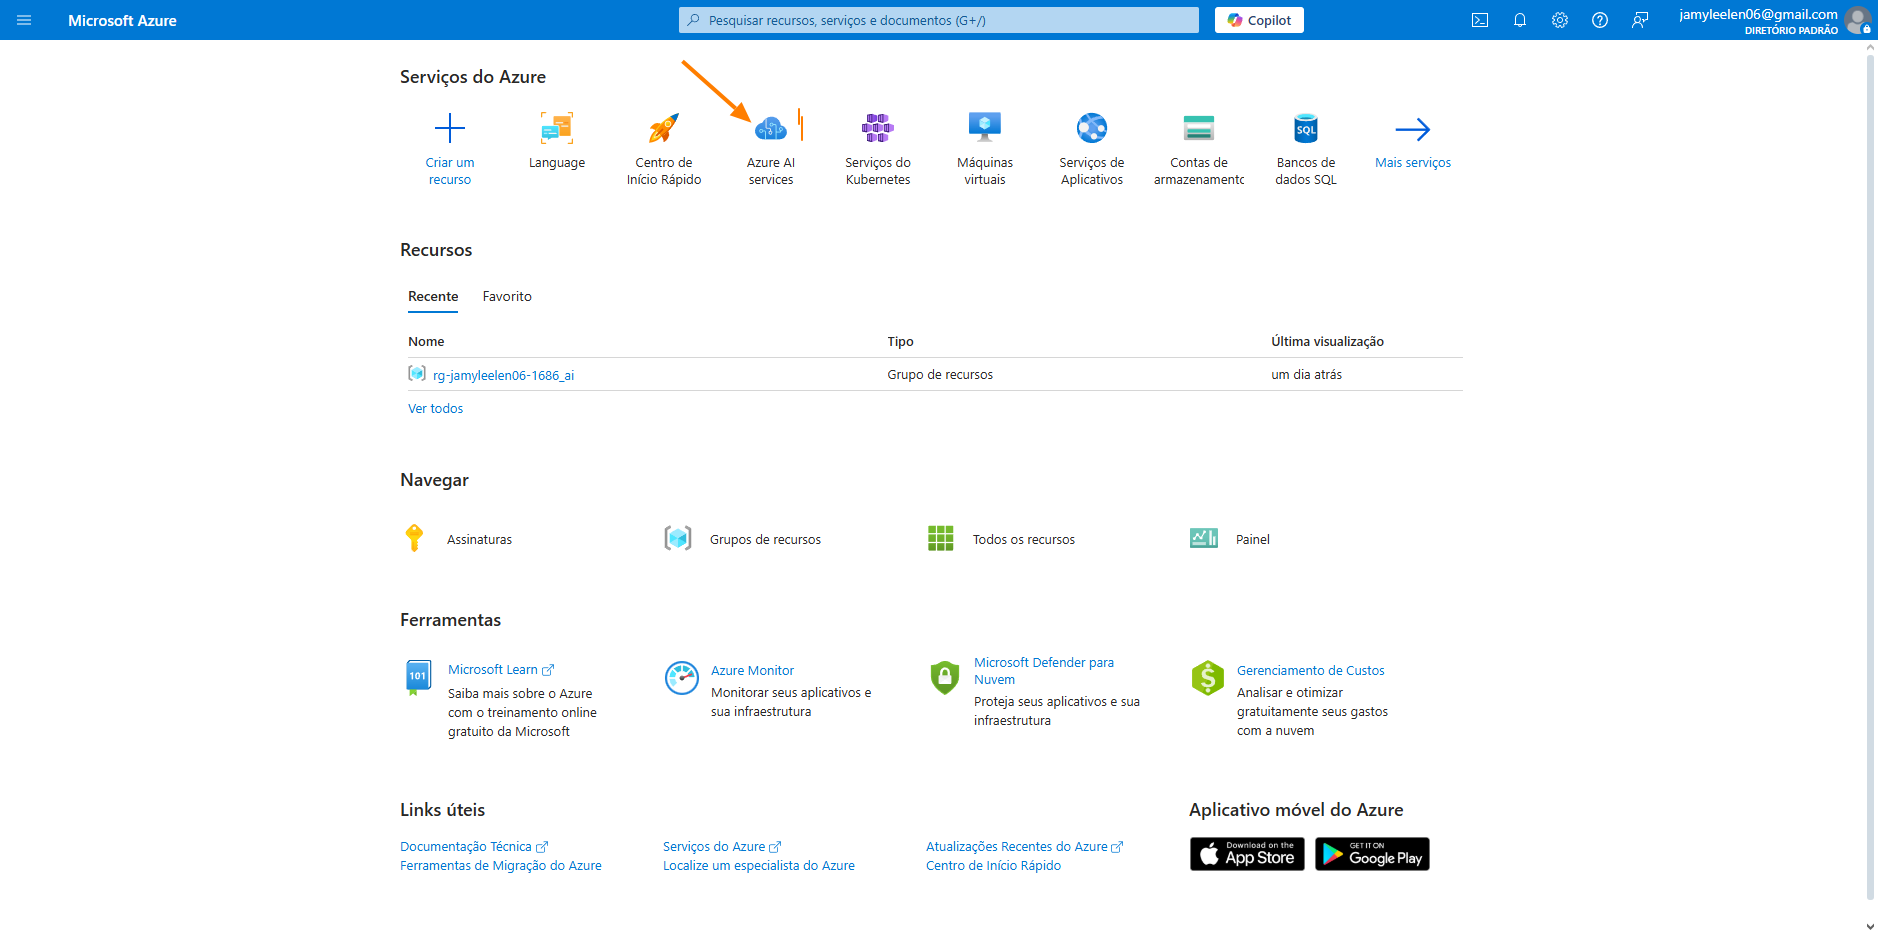 Microsoft Azure
Pesquisar recursos, serviços e documentos (G+/)
Copilot
jamyleelen06@gmail.com
DIRETÓRIO PADRÃO
Serviços do Azure
Criar um
recurso
Language
Centro de
Início Rápido
Azure AI
services
Serviços do
Kubernetes
Máquinas
virtuais
Serviços de
Aplicativos
Contas de
armazenamentc
SQL
Bancos de
dados SQL
Mais serviços
Recursos
Recente
Favorito
Nome
Tipo
Última visualização
rg-jamyleelen06-1686_ai
Grupo de recursos
um dia atrás
Ver todos
Navegar
Assinaturas
Grupos de recursos
Todos os recursos
Painel
Ferramentas
101
Microsoft Learn
Saiba mais sobre o Azure
com o treinamento online
gratuito da Microsoft
Azure Monitor
Monitorar seus aplicativos e
sua infraestrutura
Microsoft Defender para
Nuvem
Proteja seus aplicativos e sua
infraestrutura
Gerenciamento de Custos
Analisar e otimizar
gratuitamente seus gastos
com a nuvem
Links úteis
Documentação Técnica
Ferramentas de Migração do Azure
Serviços do Azure
Localize um especialista do Azure
Atualizações Recentes do Azure
Centro de Início Rápido
Aplicativo móvel do Azure
Download on the
App Store
GET IT ON
Google Play